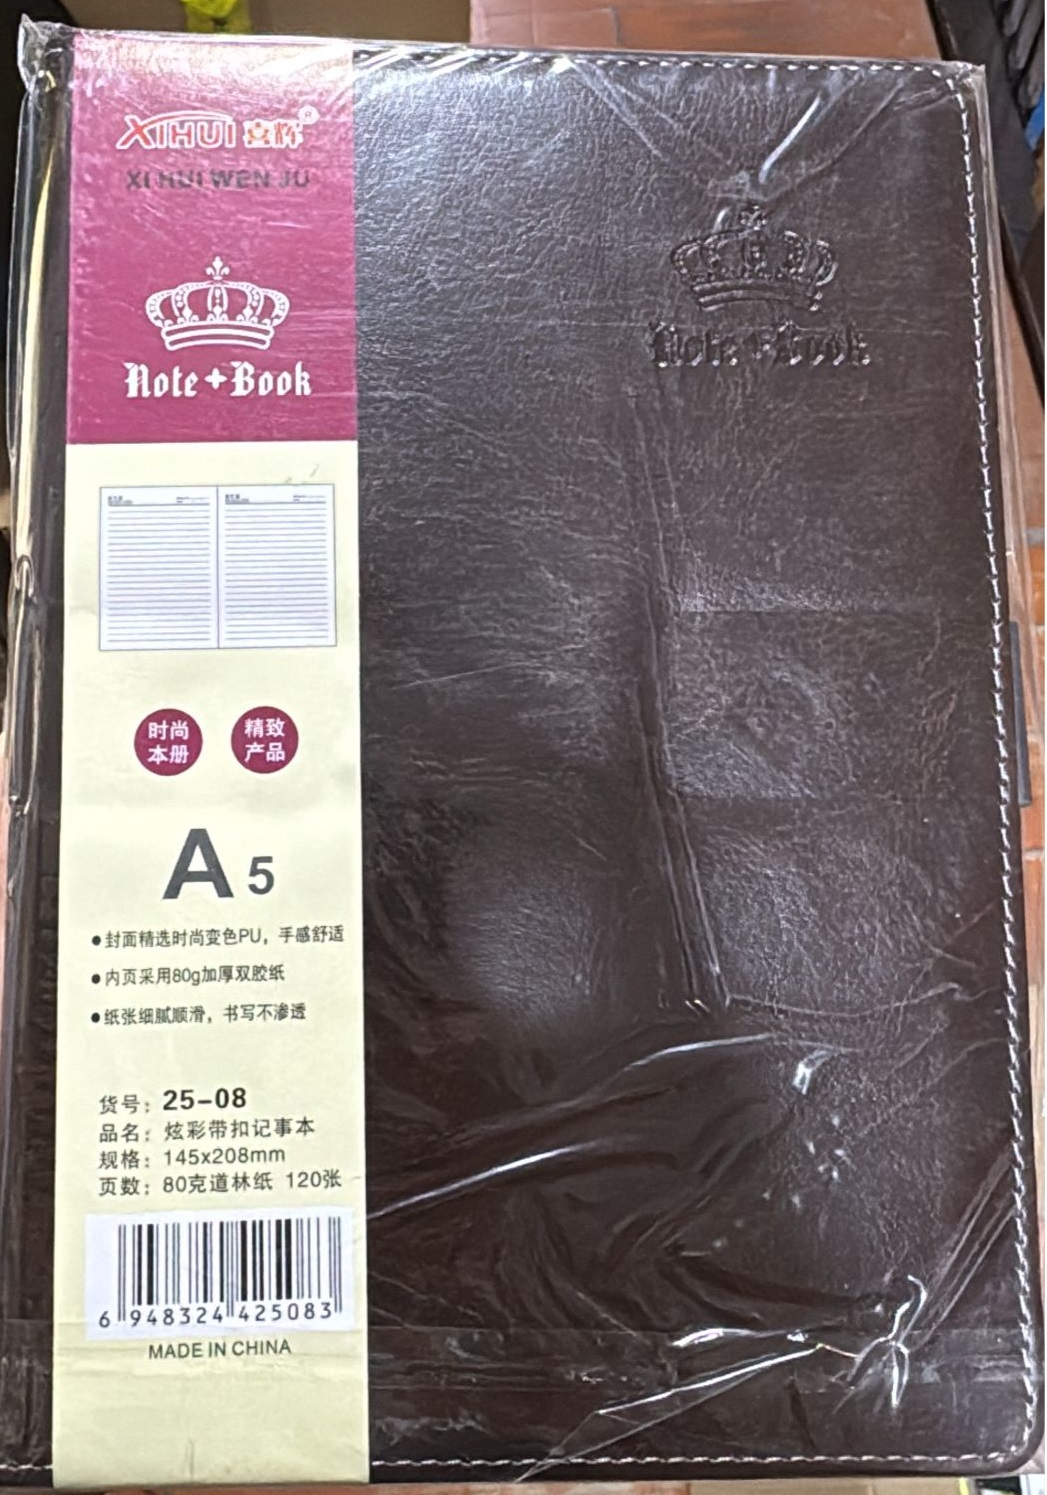 XIHUI 喜辉®
XI HUI WEN JU
Note+Book
Note+Book
时尚
本册
精致
产品
A5
●封面精选时尚变色PU，手感舒适
●内页采用80g加厚双胶纸
●纸张细腻顺滑，书写不渗透
货号：25-08
品名：炫彩带扣记事本
规格：145x208mm
页数：80克道林纸 120张
6 948324 425083
MADE IN CHINA